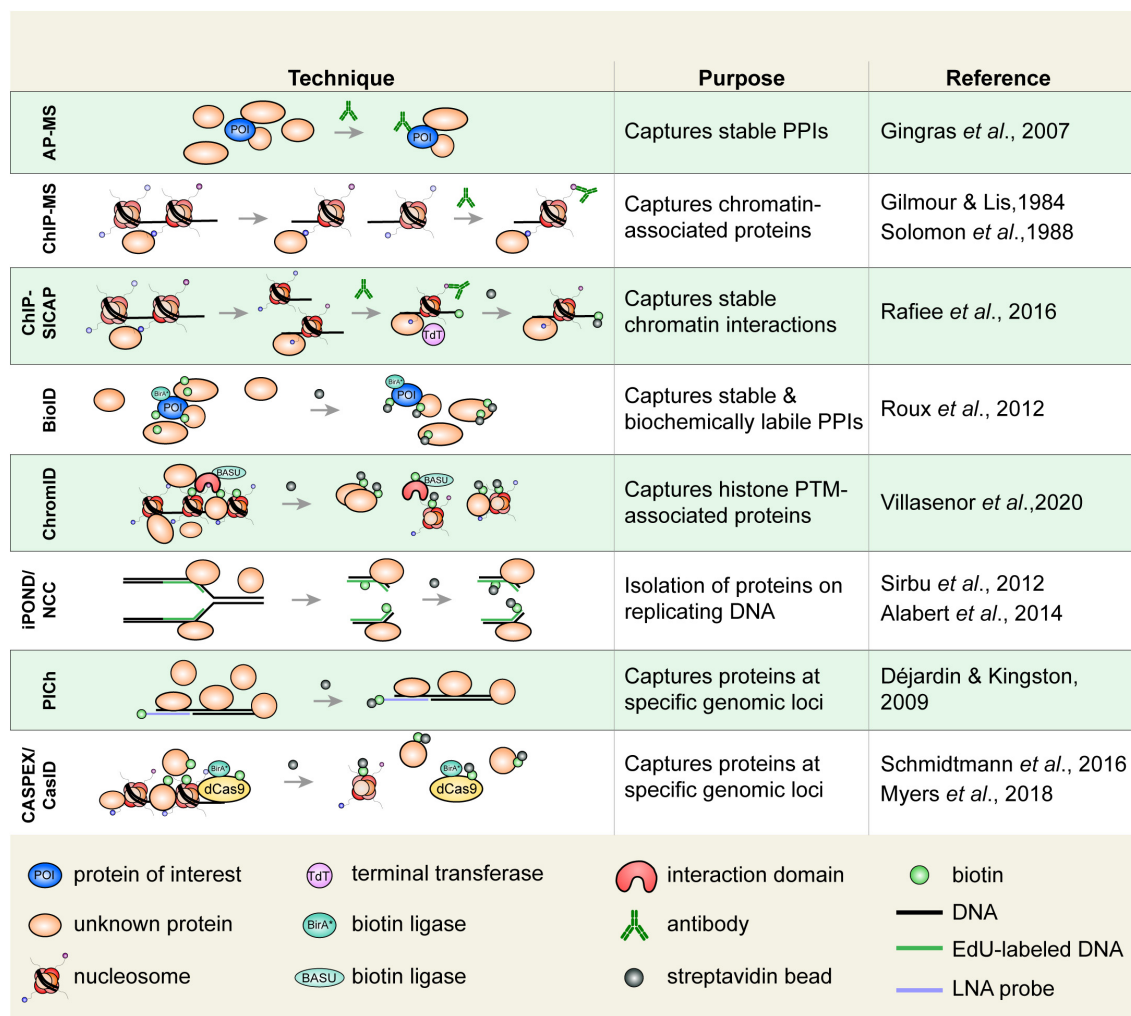 Technique Purpose Reference
AP-MS
POI
POI
Captures stable PPIs
Gingras et al., 2007
ChIP-MS
Captures chromatin-
associated proteins
Gilmour & Lis,1984
Solomon et al.,1988
ChIP-
SICAP
TdT
Captures stable
chromatin interactions
Rafiee et al., 2016
BioID
BirA*
POI
BirA*
POI
Captures stable &
biochemically labile PPIs
Roux et al., 2012
ChromID
BASU
BASU
Captures histone PTM-
associated proteins
Villasenor et al.,2020
iPOND/
NCC
Isolation of proteins on
replicating DNA
Sirbu et al., 2012
Alabert et al., 2014
PICh
Captures proteins at
specific genomic loci
Déjardin & Kingston,
2009
CASPEX/
CasID
BirA*
dCas9
BirA*
dCas9
Captures proteins at
specific genomic loci
Schmidtmann et al., 2016
Myers et al., 2018
POI protein of interest
TdT terminal transferase
interaction domain
biotin
unknown protein
BirA* biotin ligase
antibody
DNA
EdU-labeled DNA
nucleosome
BASU biotin ligase
streptavidin bead
LNA probe